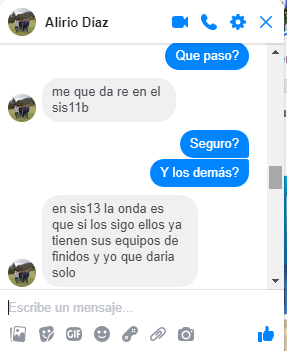 Alirio Díaz
Que paso?
me que da re en el
sis11b
Seguro?
Y los demás?
en sis13 la onda es
que si los sigo ellos ya
tienen sus equipos de
finidos y yo que daria
solo
Escribe un mensaje...
GIF